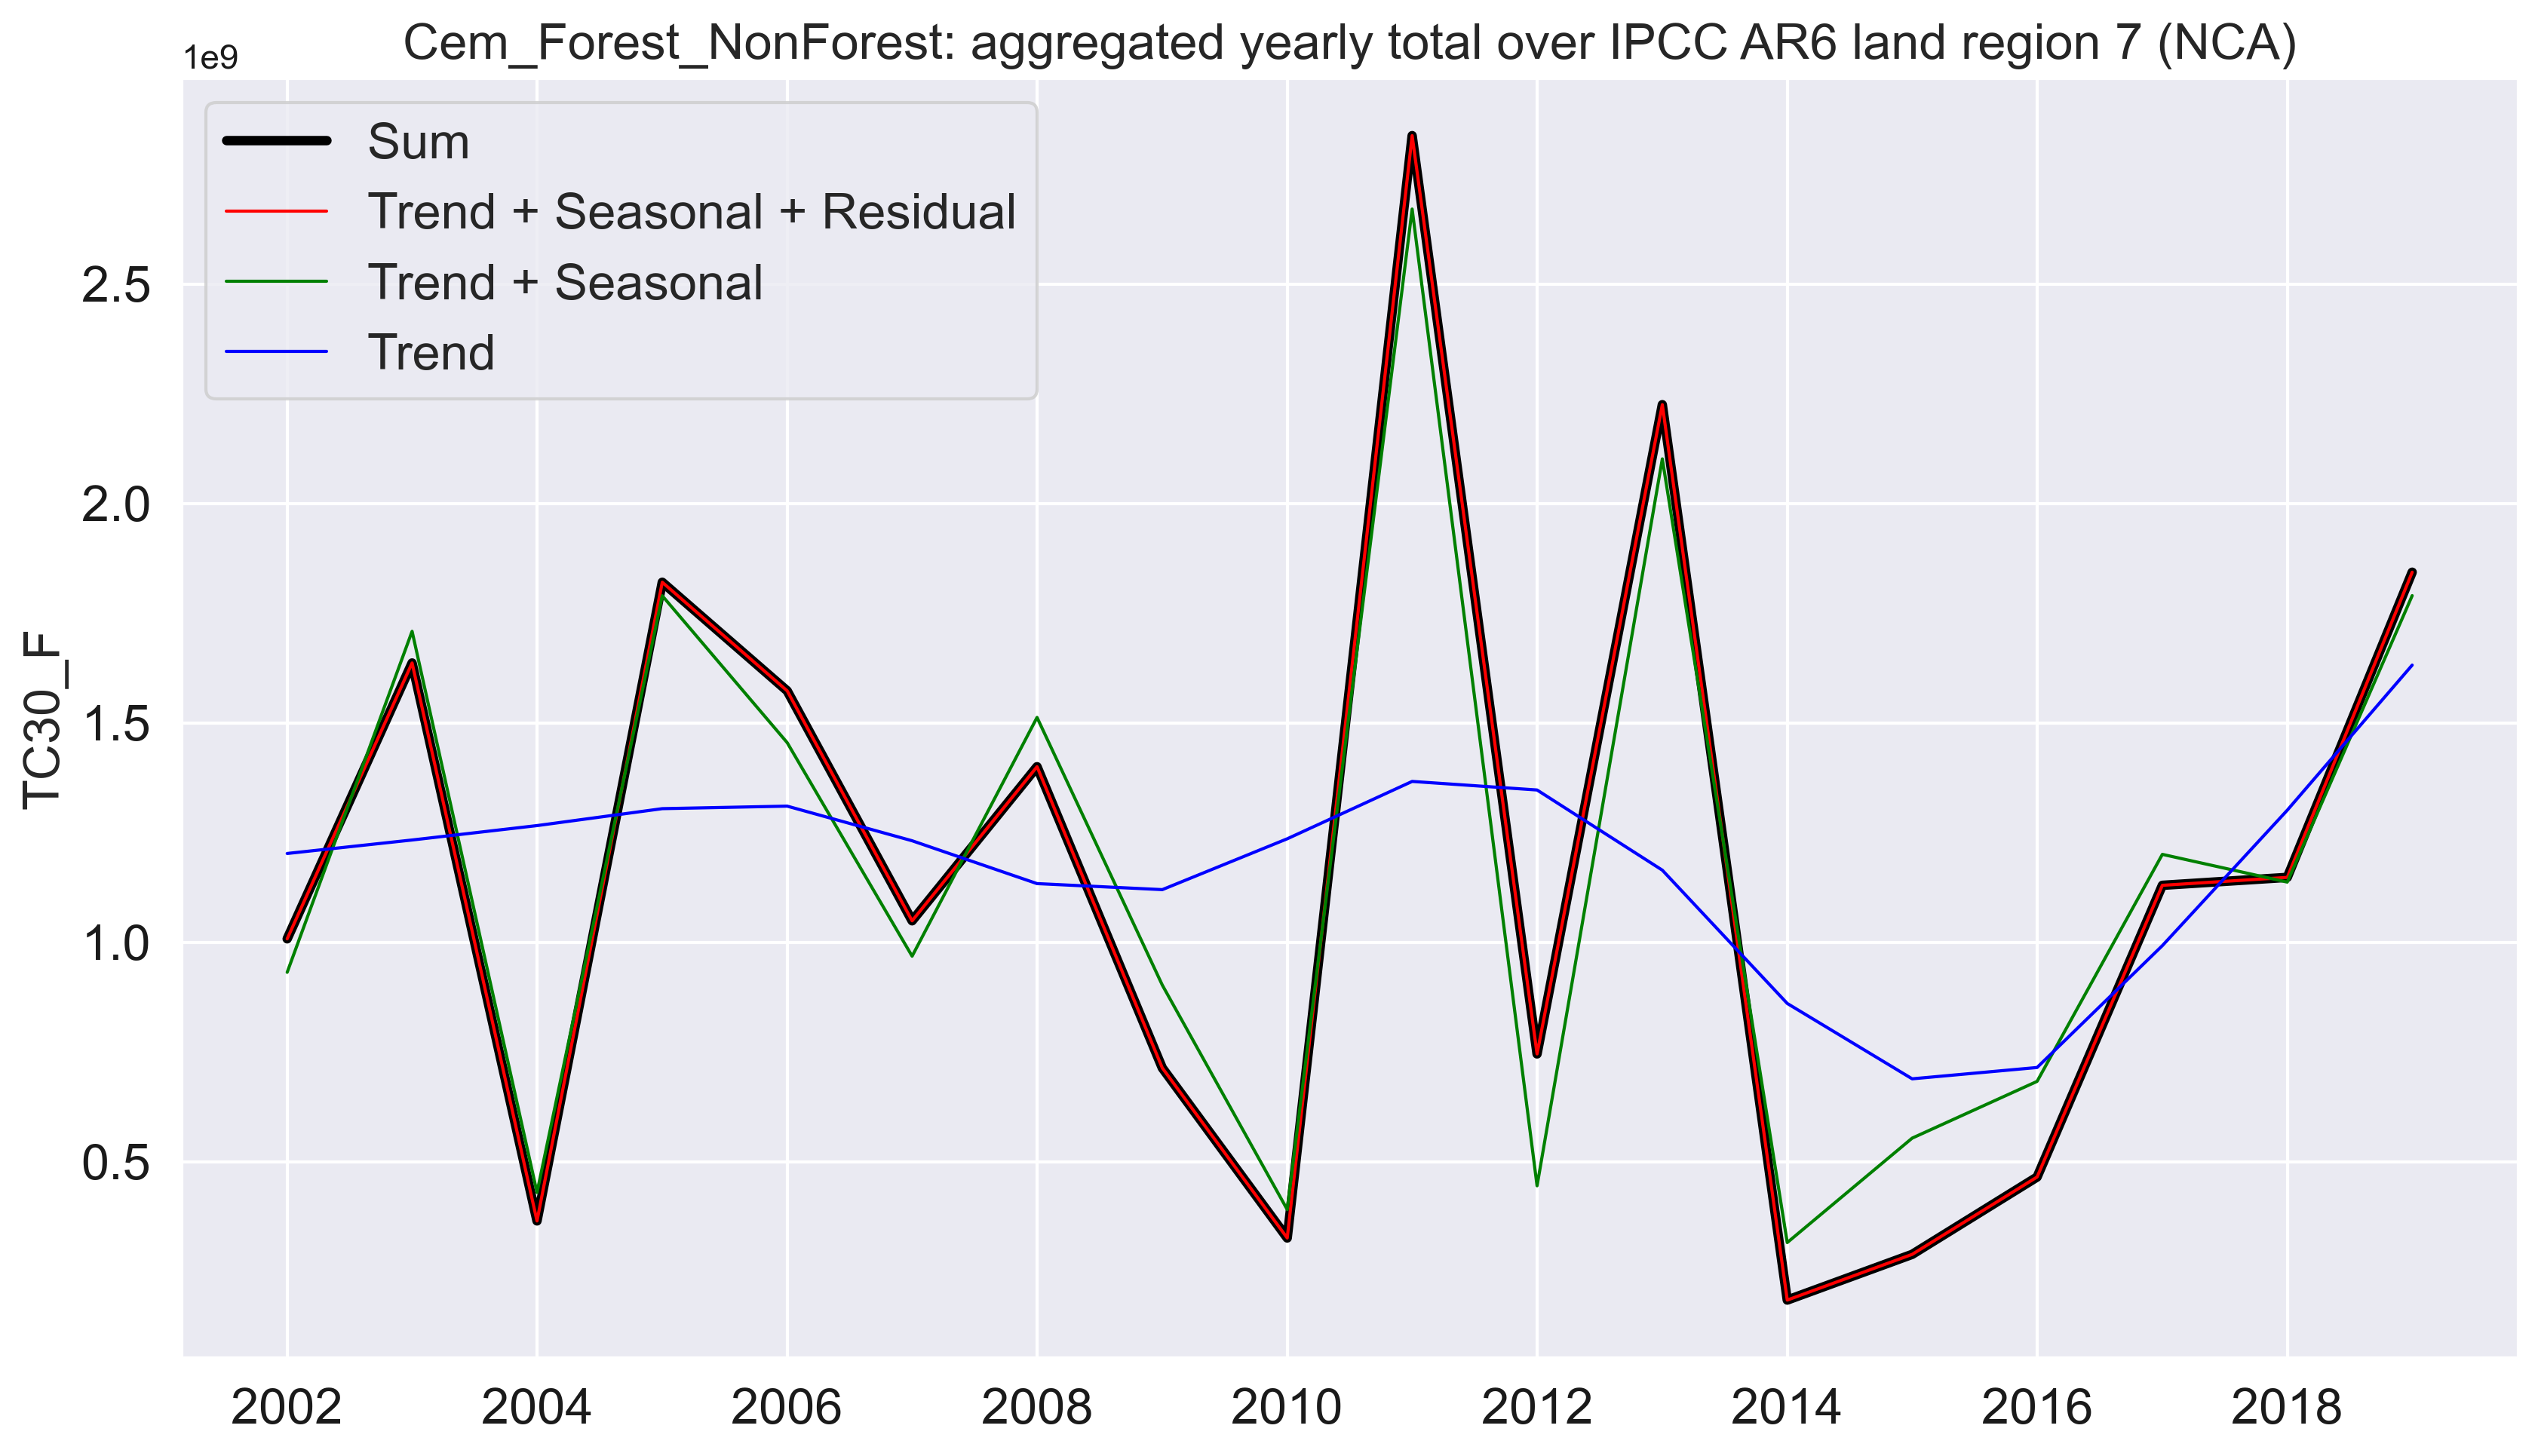 Cem_Forest_NonForest: aggregated yearly total over IPCC AR6 land region 7 (NCA)
1e9
Sum
Trend + Seasonal + Residual
Trend + Seasonal
Trend
2.5
2.0
1.5
1.0
0.5
TC30_F
2002 2004 2006 2008 2010 2012 2014 2016 2018